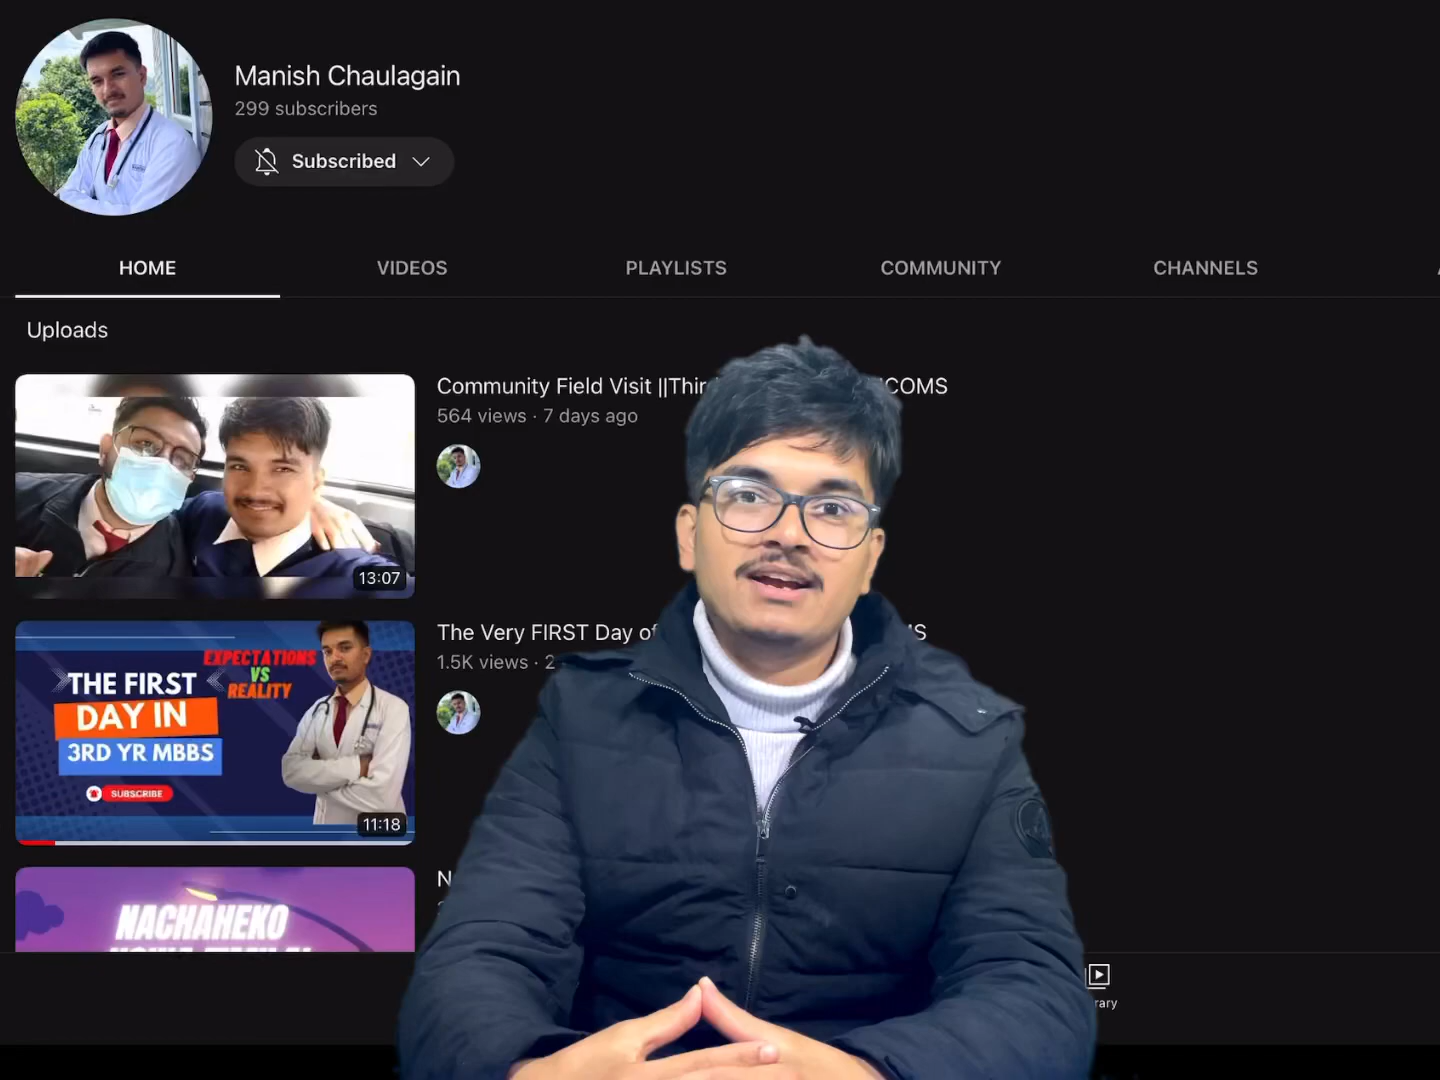 Manish Chaulagain
299 subscribers
Subscribed
HOME
VIDEOS
PLAYLISTS
COMMUNITY
CHANNELS
Uploads
Community Field Visit ||Thir
COMS
564 views · 7 days ago
13:07
The Very FIRST Day of
1.5K views · 2
EXPECTATIONS
VS
REALITY
THE FIRST
DAY IN
3RD YR MBBS
SUBSCRIBE
11:18
NACHAHEKO
rary